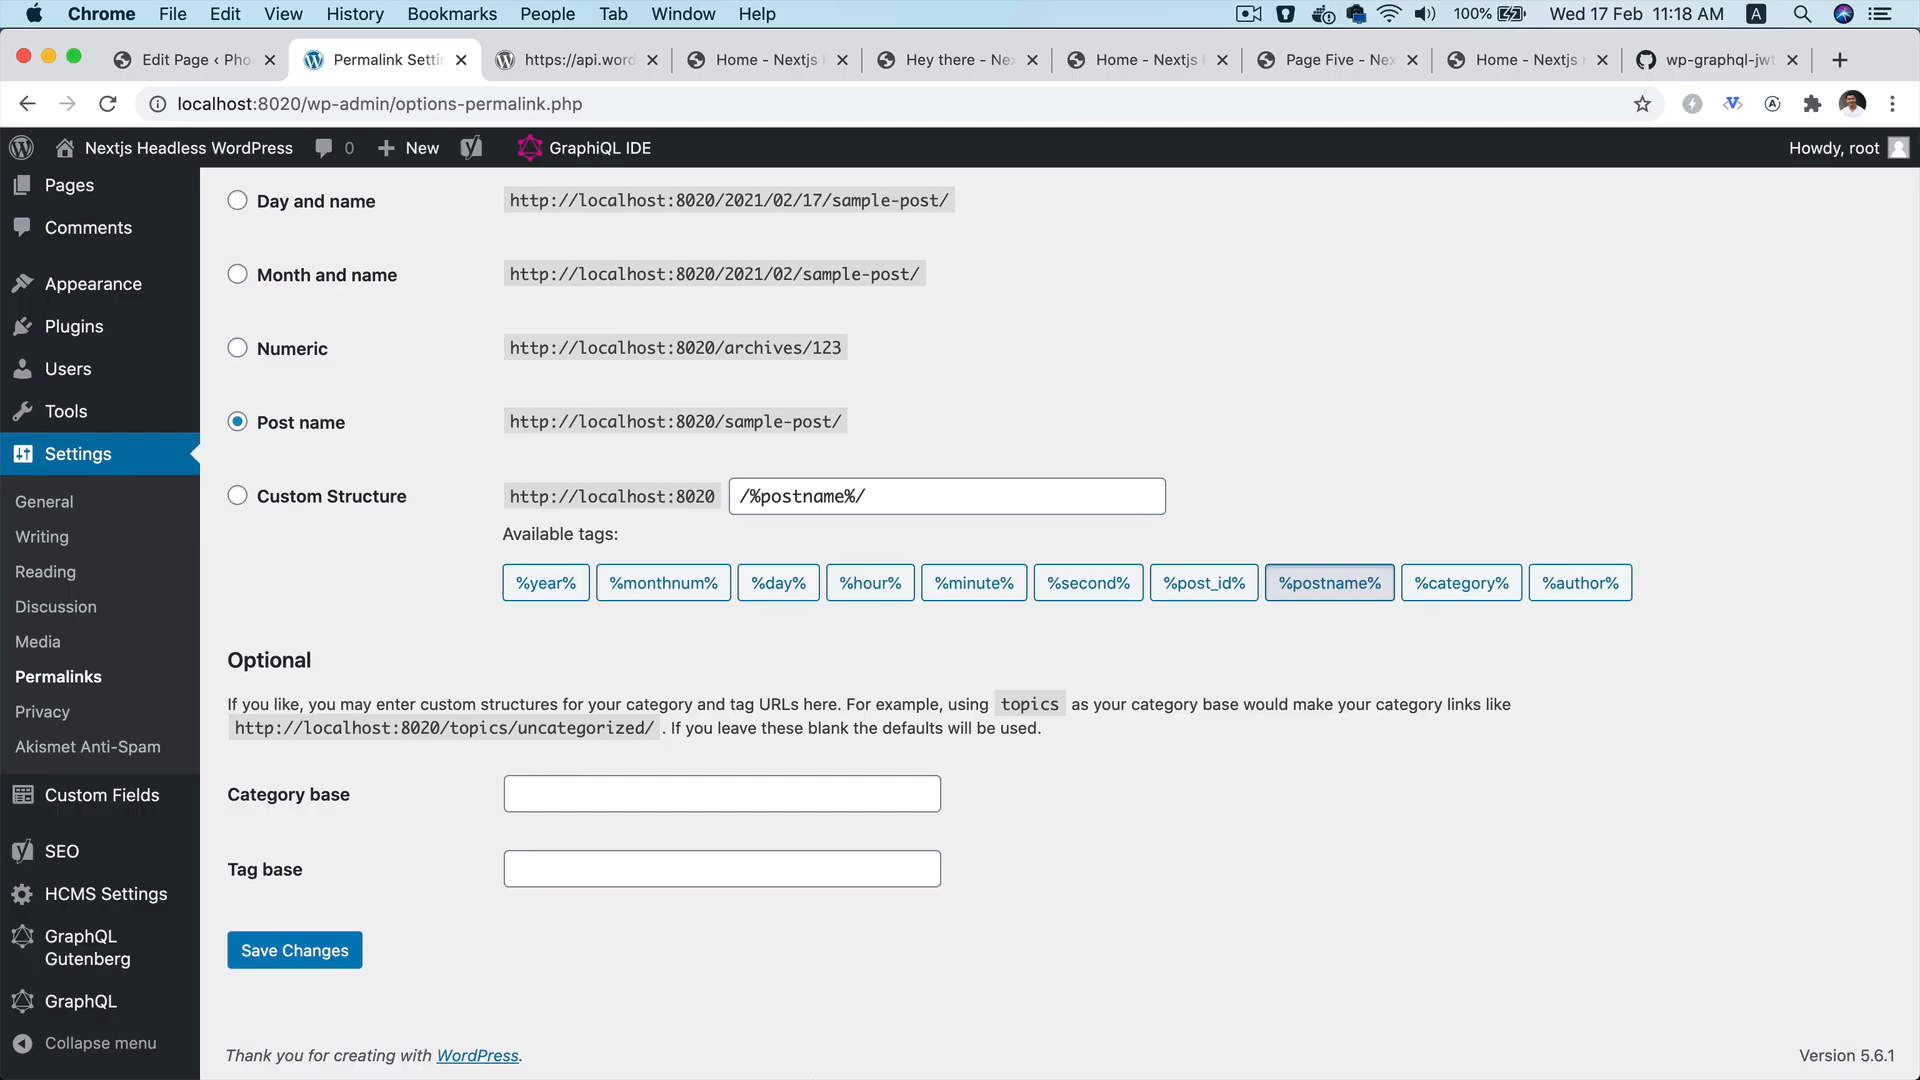 Chrome File Edit View History Bookmarks People Tab Window Help 100% Wed 17 Feb 11:18 AM A
Edit Page ‹ Pho Permalink Settin https://api.word Home - Nextjs Hey there - Nex Home - Nextjs Page Five - Nex Home - Nextjs wp-graphql-jwt
localhost:8020/wp-admin/options-permalink.php
Nextjs Headless WordPress 0 New GraphiQL IDE Howdy, root
Pages
Comments
Appearance
Plugins
Users
Tools
Settings
General
Writing
Reading
Discussion
Media
Permalinks
Privacy
Akismet Anti-Spam
Custom Fields
SEO
HCMS Settings
GraphQL
Gutenberg
GraphQL
Collapse menu
Day and name http://localhost:8020/2021/02/17/sample-post/
Month and name http://localhost:8020/2021/02/sample-post/
Numeric http://localhost:8020/archives/123
Post name http://localhost:8020/sample-post/
Custom Structure http://localhost:8020 /%postname%/
Available tags:
%year% %monthnum% %day% %hour% %minute% %second% %post_id% %postname% %category% %author%
Optional
If you like, you may enter custom structures for your category and tag URLs here. For example, using topics as your category base would make your category links like
http://localhost:8020/topics/uncategorized/ . If you leave these blank the defaults will be used.
Category base
Tag base
Save Changes
Thank you for creating with WordPress.
Version 5.6.1